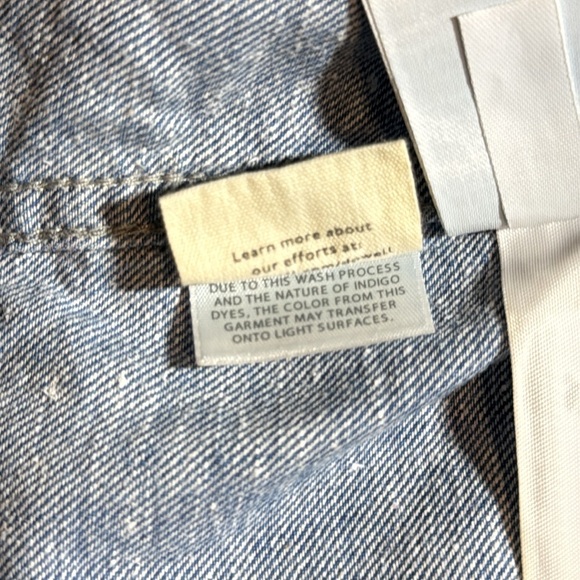 Learn more about
our efforts at:
DUE TO THIS WASH PROCESS
AND THE NATURE OF INDIGO
DYES, THE COLOR FROM THIS
GARMENT MAY TRANSFER
ONTO LIGHT SURFACES.